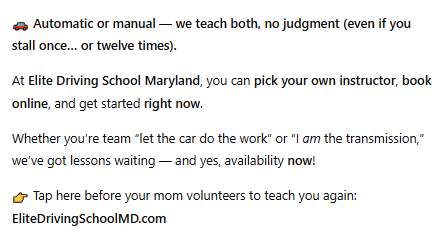 🚗 Automatic or manual — we teach both, no judgment (even if you
stall once... or twelve times).
At Elite Driving School Maryland, you can pick your own instructor, book
online, and get started right now.
Whether you're team "let the car do the work" or "I am the transmission,"
we've got lessons waiting — and yes, availability now!
👉 Tap here before your mom volunteers to teach you again:
EliteDrivingSchoolMD.com